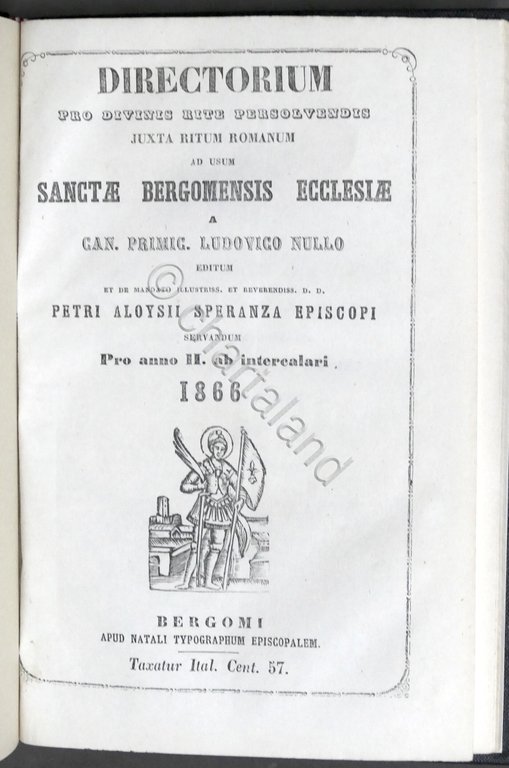 DIRECTORIUM
PRO DIVINIS RITE PERSOLVENDIS
JUXTA RITUM ROMANUM
AD USUM
SANCTÆ BERGOMENSIS ECCLESIÆ
A
CAN. PRIMIC. LUDOVICO NULLO
EDITUM
ET DE MANDATO ILLUSTRISS. ET REVERENDISS. D. D.
PETRI ALOYSII SPERANZA EPISCOPI
SERVANDUM
Pro anno II. ab intercalari
1866
BERGOMI
APUD NATALI TYPOGRAPHUM EPISCOPALEM.
Taxatur Ital. Cent. 57.
© chartaland